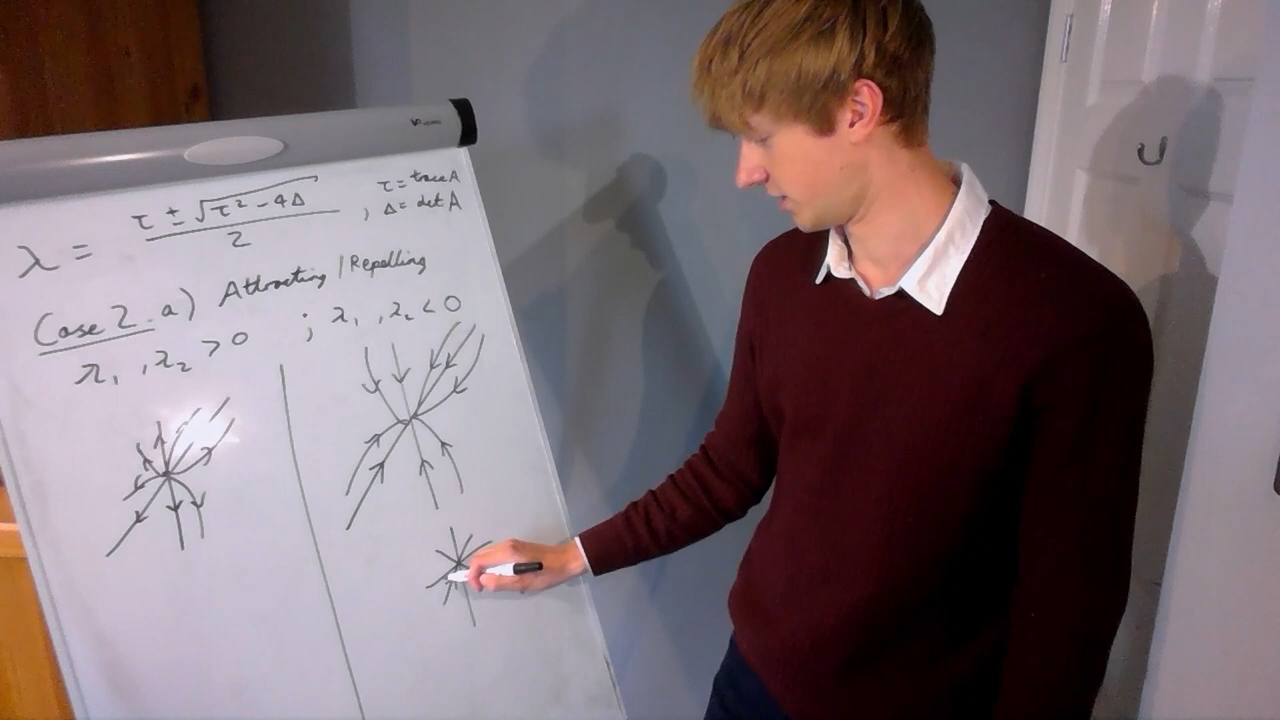 λ = τ ± √τ² - 4Δ / 2 , τ = trace A
Δ = det A
Case 2 a) Attracting / Repelling
λ₁ , λ₂ > 0 ; λ₁ , λ₂ < 0